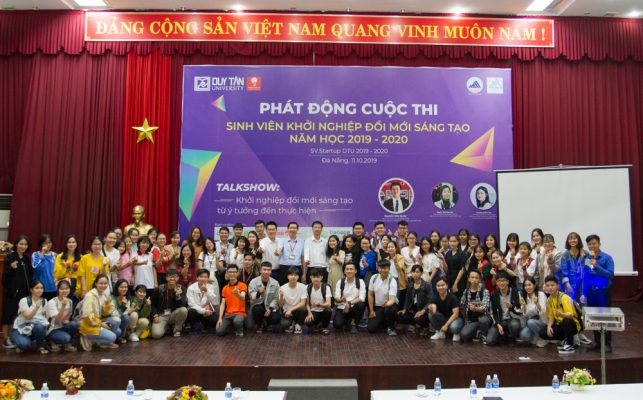 ĐẢNG CỘNG SẢN VIỆT NAM QUANG VINH MUÔN NĂM !
DUY TÂN
UNIVERSITY
PHÁT ĐỘNG CUỘC THI
SINH VIÊN KHỞI NGHIỆP ĐỔI MỚI SÁNG TẠO
NĂM HỌC 2019 - 2020
SV.Startup DTU 2019 - 2020
Đà Nẵng, 11.10.2019
TALKSHOW:
Khởi nghiệp đổi mới sáng tạo
từ ý tưởng đến thực hiện